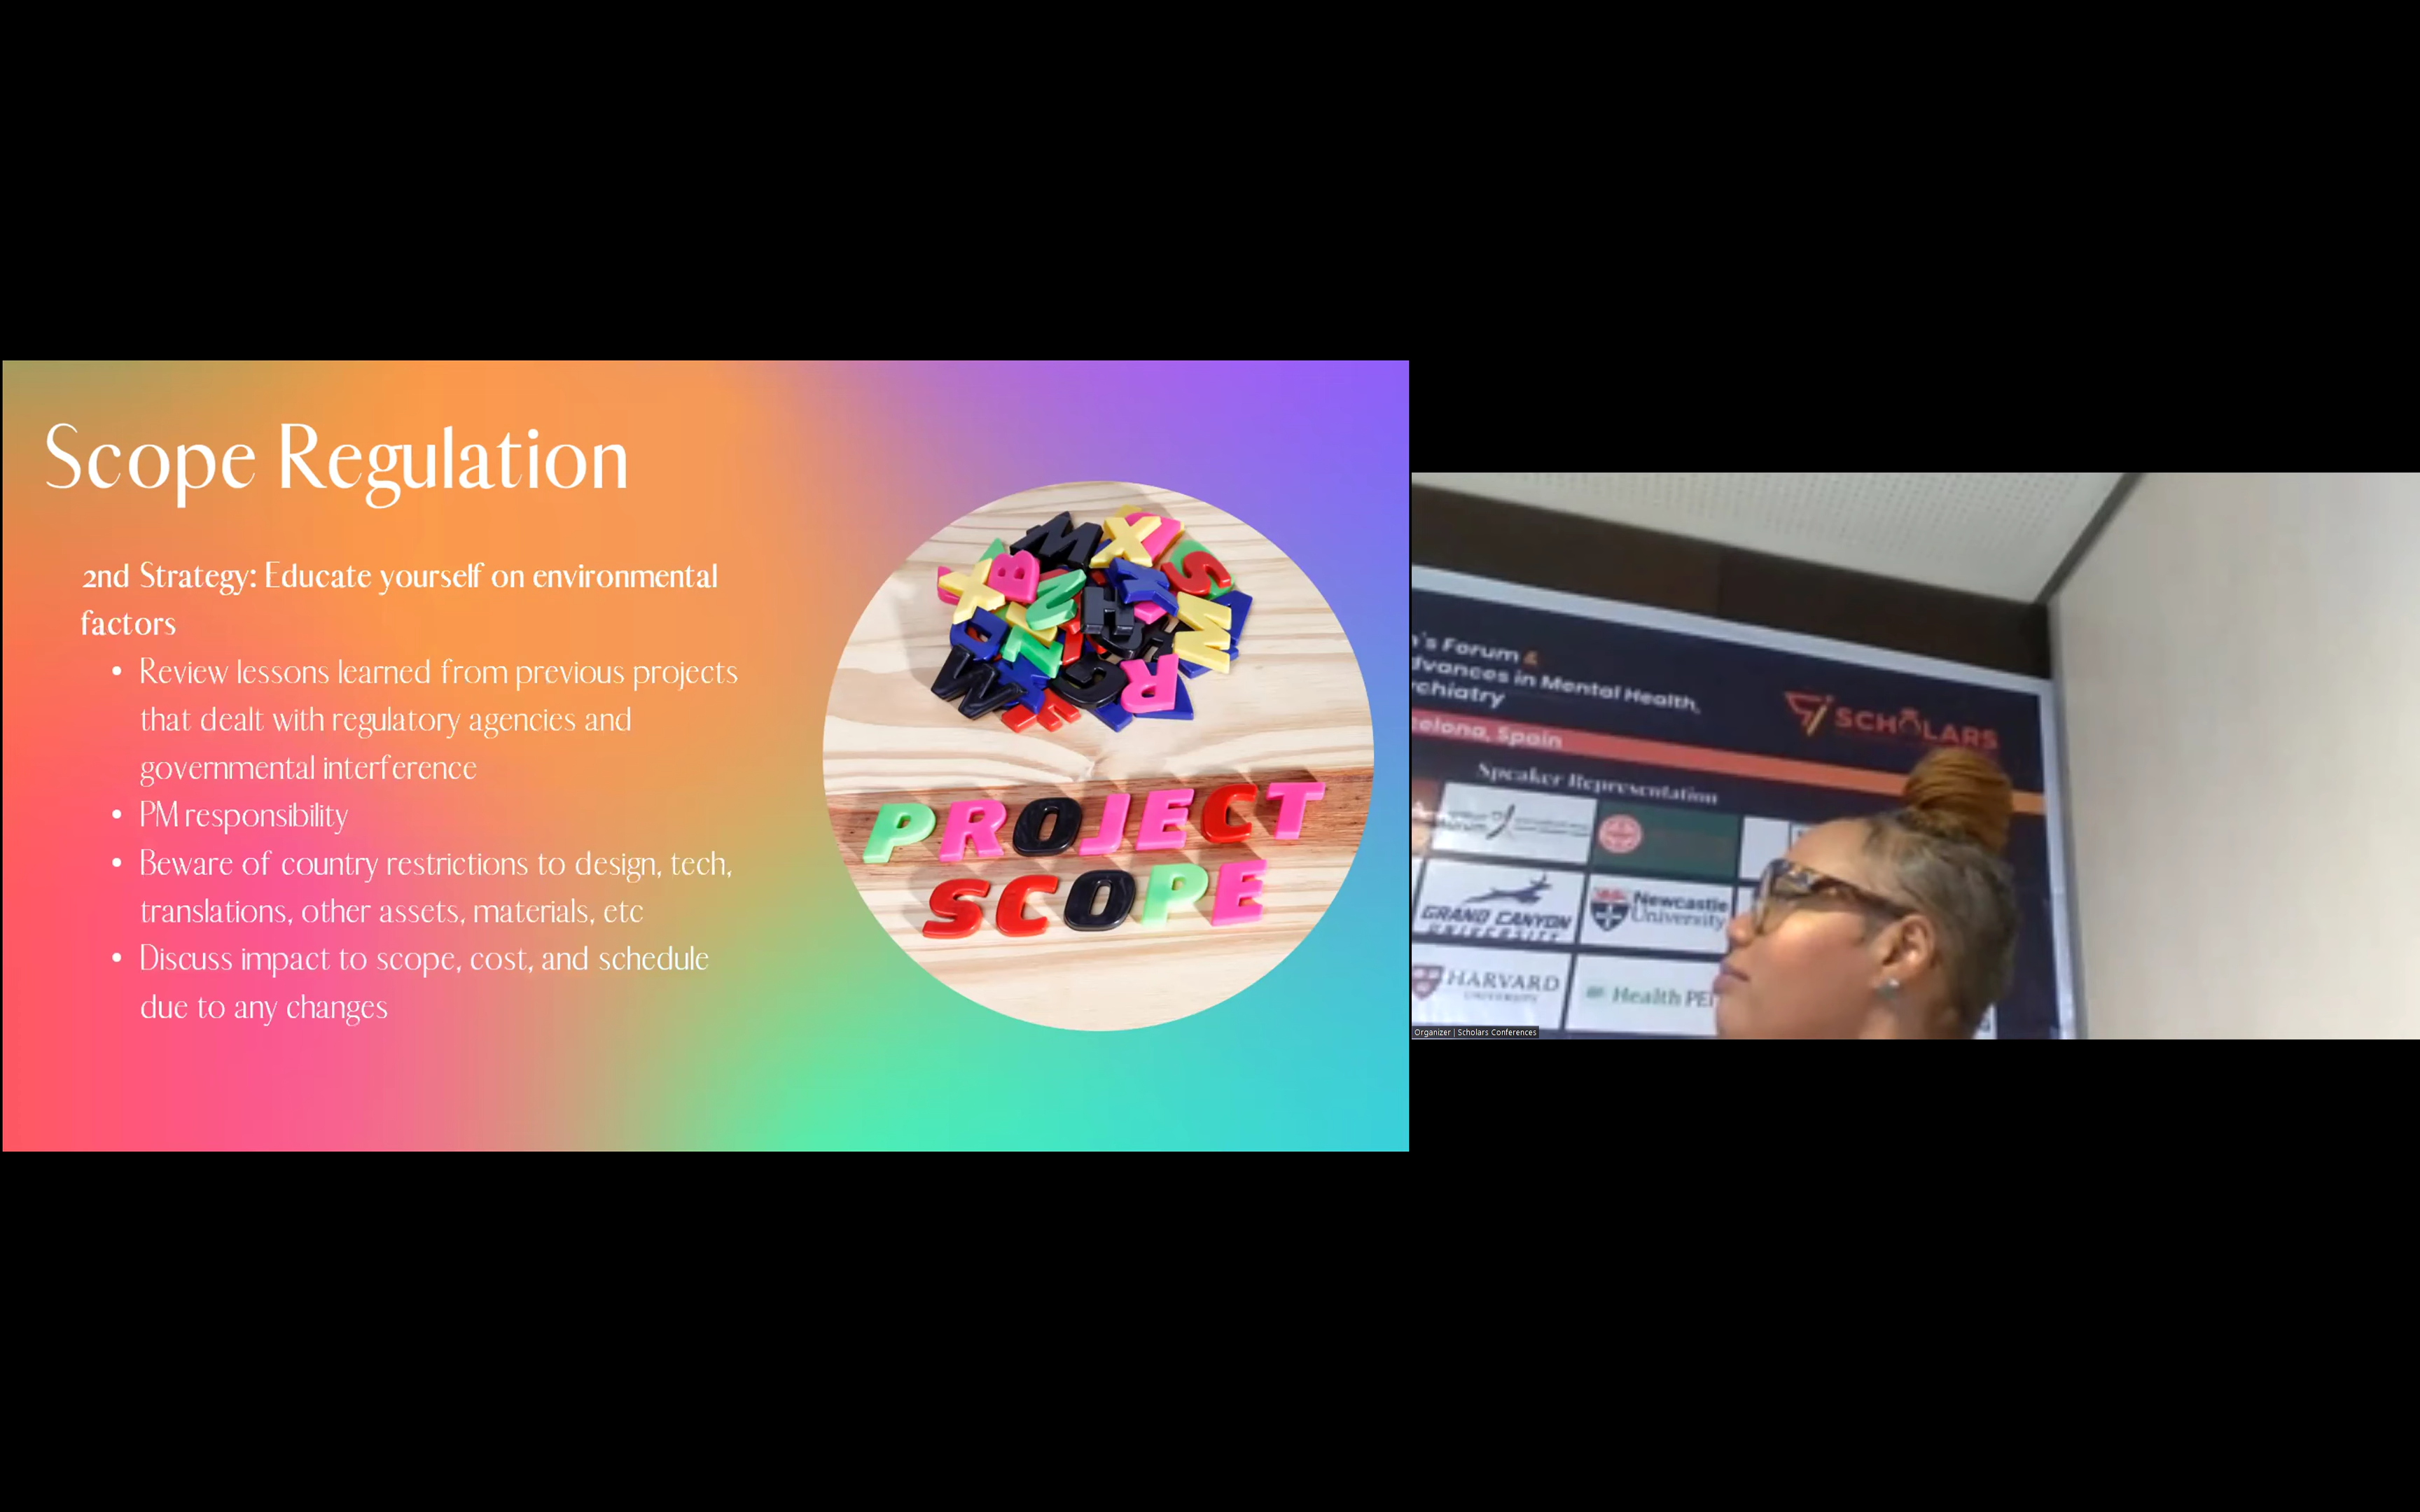 Scope Regulation
2nd Strategy: Educate yourself on environmental
factors
• Review lessons learned from previous projects
that dealt with regulatory agencies and
governmental interference
• PM responsibility
• Beware of country restrictions to design, tech,
translations, other assets, materials, etc
• Discuss impact to scope, cost, and schedule
due to any changes
PROJECT
SCOPE
's Forum &
dvances in Mental Health,
chiatry
SCHOLARS
elona, Spain
Speaker Representation
GRAND CANYON
UNIVERSITY
Newcastle
University
HARVARD
UNIVERSITY
Health PEI
Organizer | Scholars Conferences